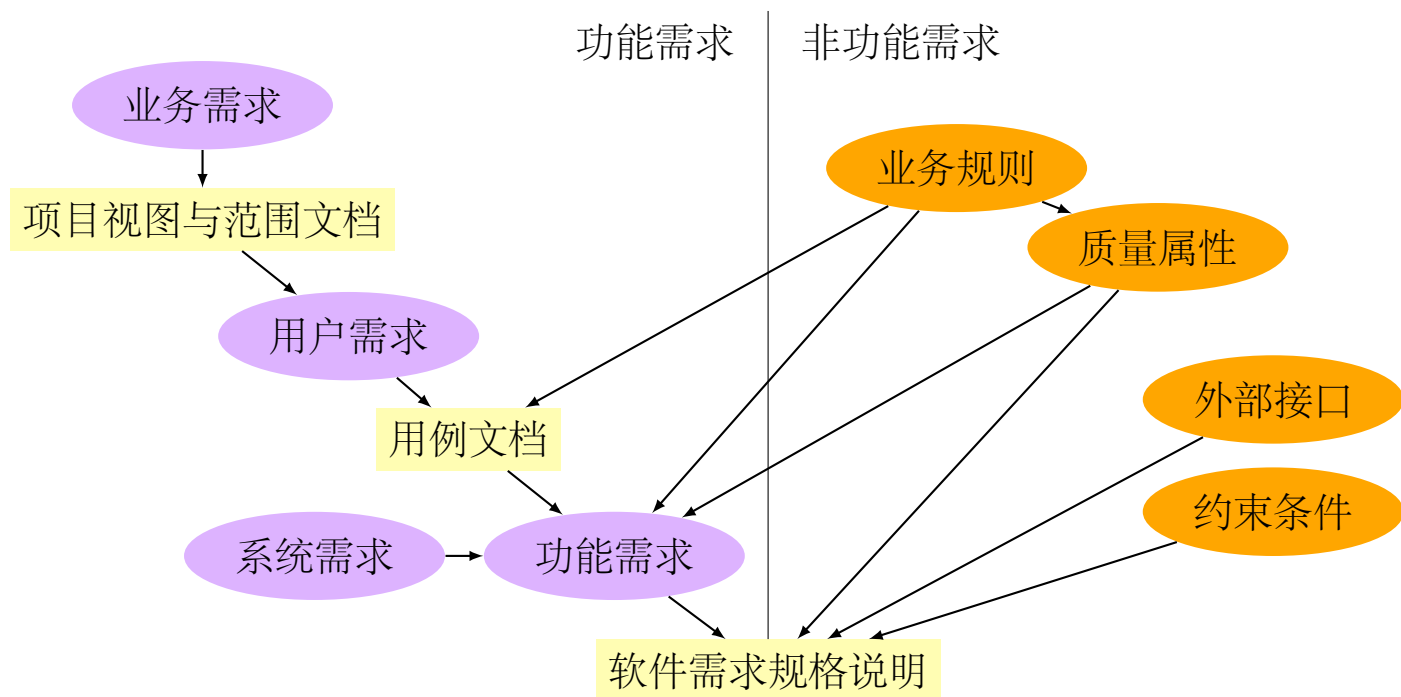 功能需求
非功能需求
业务需求
业务规则
项目视图与范围文档
质量属性
用户需求
外部接口
用例文档
约束条件
系统需求
功能需求
软件需求规格说明